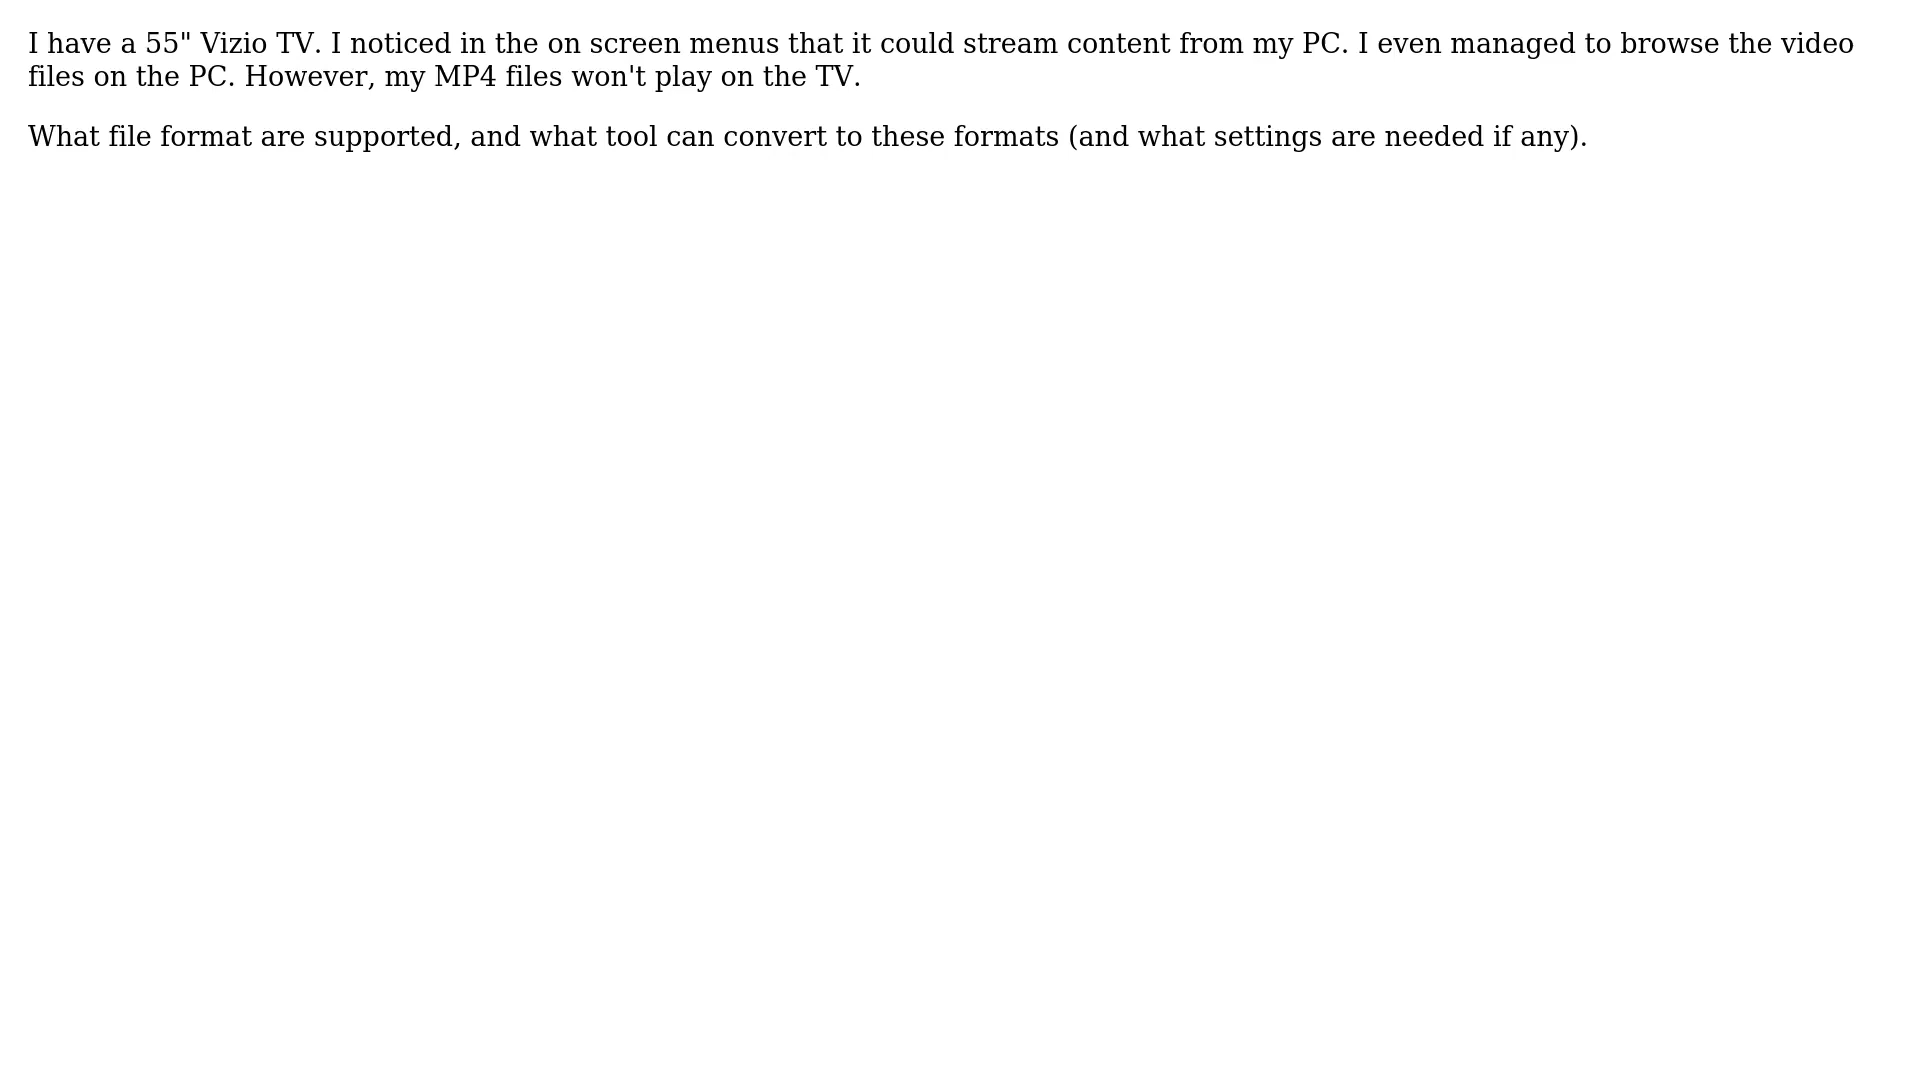 I have a 55" Vizio TV. I noticed in the on screen menus that it could stream content from my PC. I even managed to browse the video
files on the PC. However, my MP4 files won't play on the TV.
What file format are supported, and what tool can convert to these formats (and what settings are needed if any).